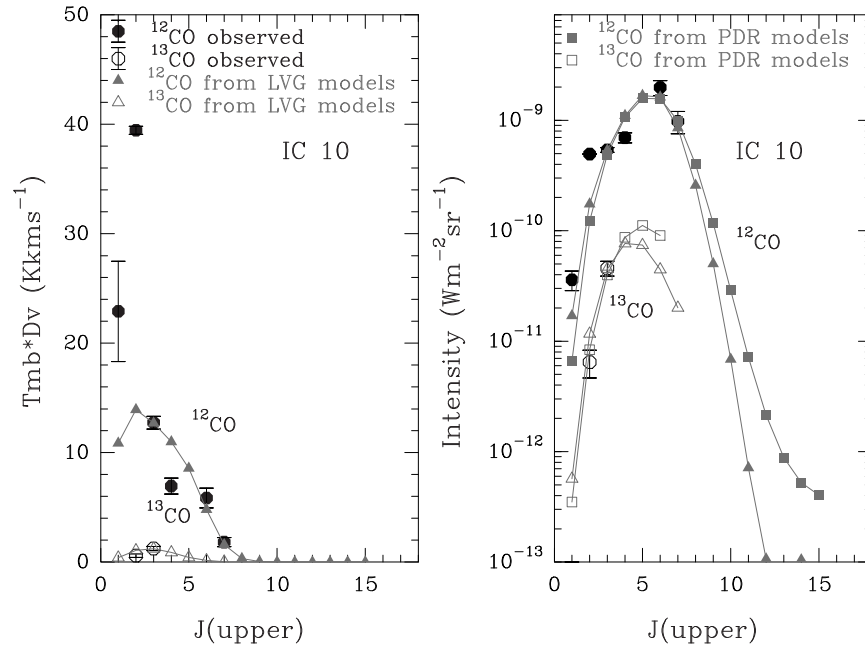 ¹²CO observed
¹³CO observed
¹²CO from LVG models
¹³CO from LVG models
IC 10
¹²CO
¹³CO
50
40
30
20
10
0
0 5 10 15
Tmb*Dv (Kkms⁻¹)
J(upper)
¹²CO from PDR models
¹³CO from PDR models
IC 10
¹²CO
¹³CO
10⁻⁹
10⁻¹⁰
10⁻¹¹
10⁻¹²
10⁻¹³
0 5 10 15
Intensity (Wm⁻²sr⁻¹)
J(upper)